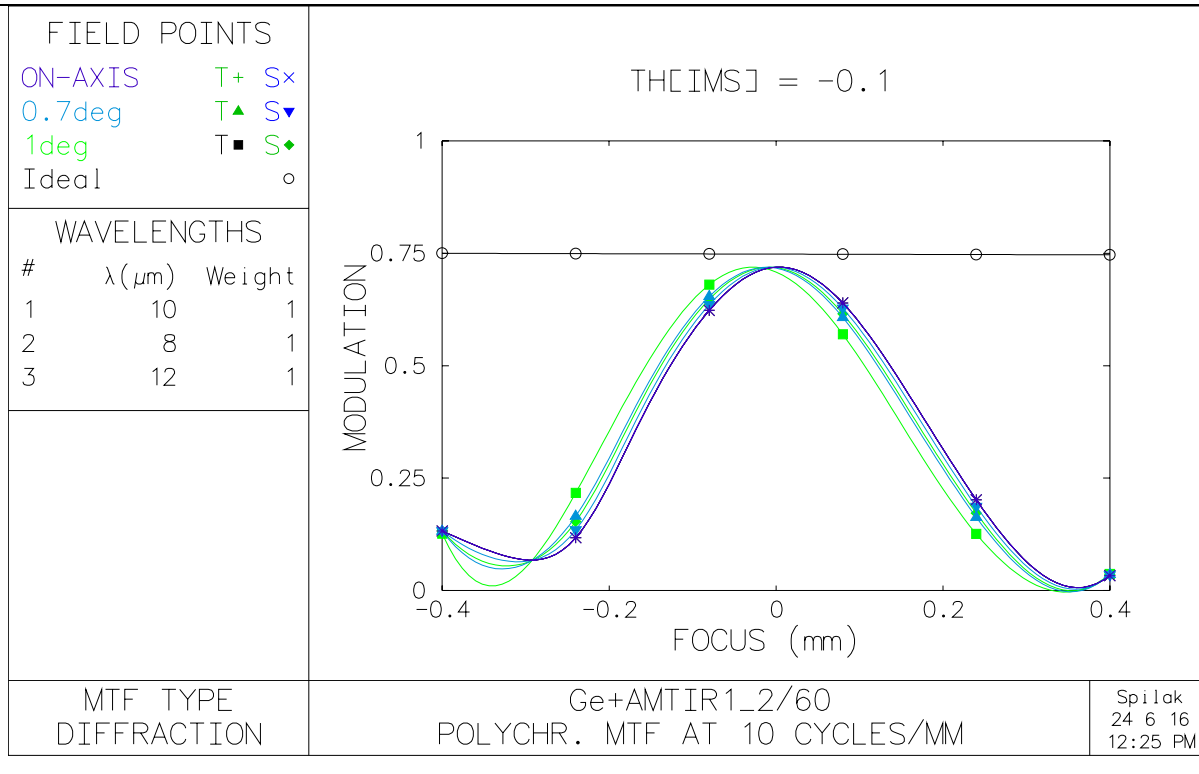 FIELD POINTS
ON-AXIS T+ S×
0.7deg T▲ S▼
1deg T■ S◆
Ideal ○
WAVELENGTHS
# λ(μm) Weight
1 10 1
2 8 1
3 12 1
TH[IMS] = -0.1
1
0.75
0.5
0.25
0
MODULATION
-0.4 -0.2 0 0.2 0.4
FOCUS (mm)
MTF TYPE
DIFFRACTION
Ge+AMTIR1_2/60
POLYCHR. MTF AT 10 CYCLES/MM
Spilak
24 6 16
12:25 PM